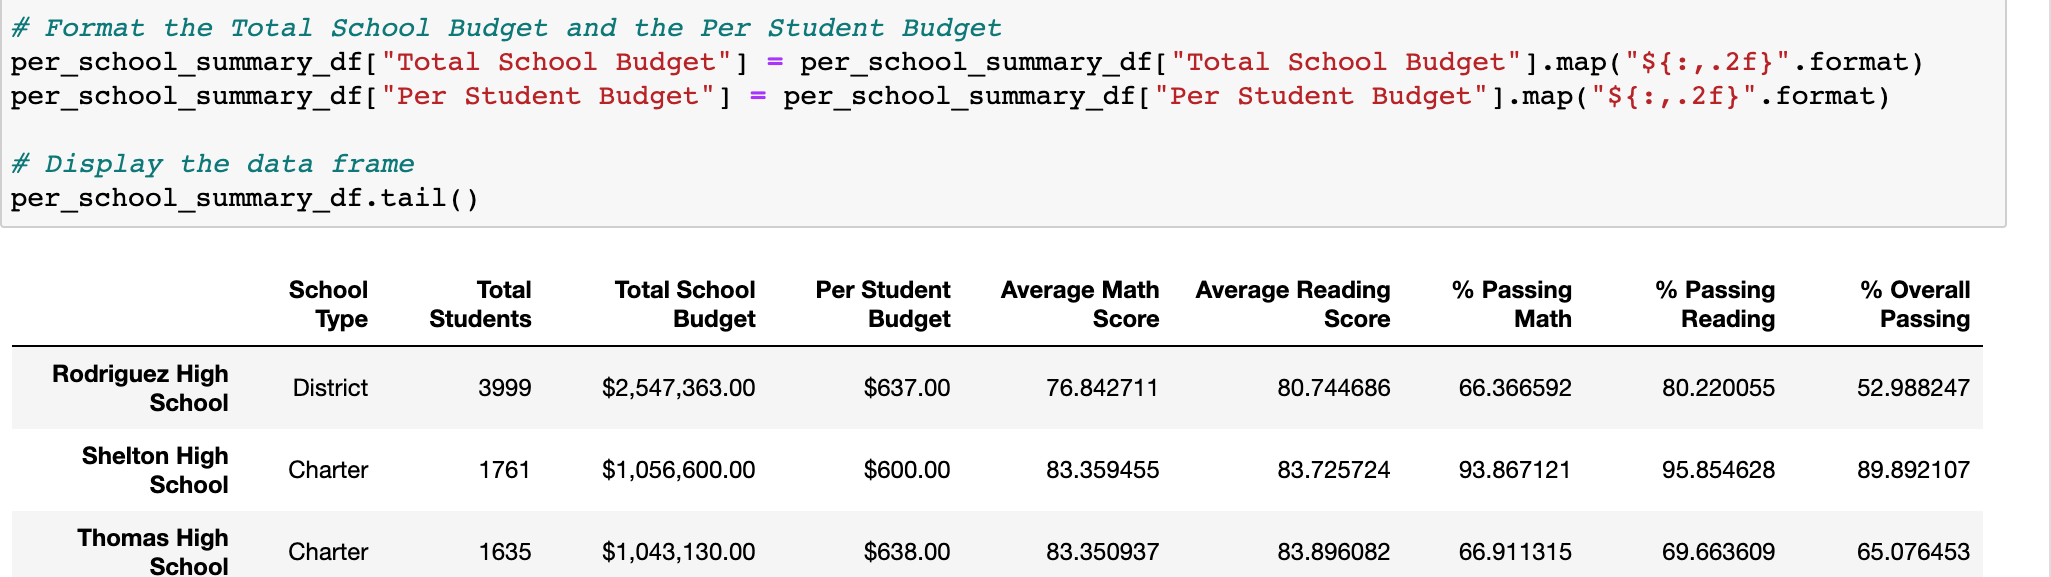 # Format the Total School Budget and the Per Student Budget
per_school_summary_df["Total School Budget"] = per_school_summary_df["Total School Budget"].map("${:,.2f}".format)
per_school_summary_df["Per Student Budget"] = per_school_summary_df["Per Student Budget"].map("${:,.2f}".format)
# Display the data frame
per_school_summary_df.tail()
School Total Total School Per Student Average Math Average Reading % Passing % Passing % Overall
Type Students Budget Budget Score Score Math Reading Passing
Rodriguez High
School District 3999 $2,547,363.00 $637.00 76.842711 80.744686 66.366592 80.220055 52.988247
Shelton High
School Charter 1761 $1,056,600.00 $600.00 83.359455 83.725724 93.867121 95.854628 89.892107
Thomas High
School Charter 1635 $1,043,130.00 $638.00 83.350937 83.896082 66.911315 69.663609 65.076453